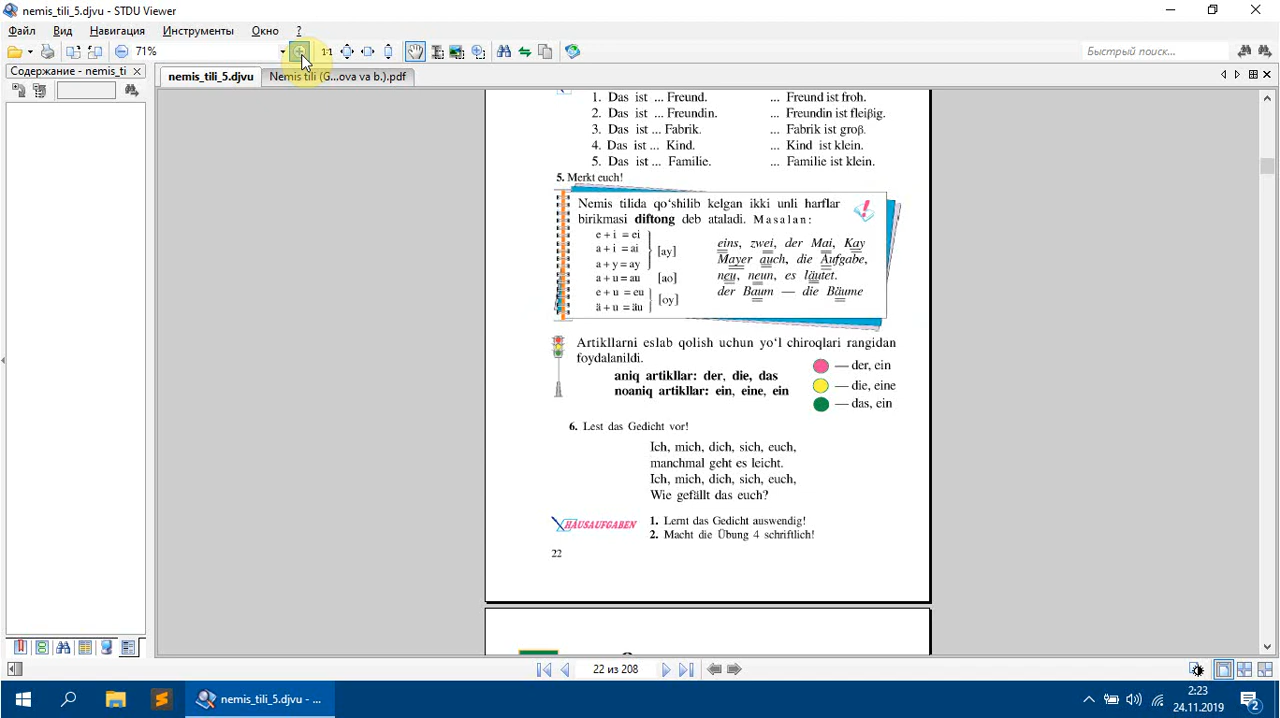 nemis_tili_5.djvu - STDU Viewer
Файл Вид Навигация Инструменты Окно ?
71%
1:1
Быстрый поиск...
Содержание - nemis_ti
nemis_tili_5.djvu
Nemis tili (G...ova va b.).pdf
1. Das ist ... Freund. ... Freund ist froh.
2. Das ist ... Freundin. ... Freundin ist fleiβig.
3. Das ist ... Fabrik. ... Fabrik ist groβ.
4. Das ist ... Kind. ... Kind ist klein.
5. Das ist ... Familie. ... Familie ist klein.
5. Merkt euch!
Nemis tilida qo‘shilib kelgan ikki unli harflar
birikmasi diftong deb ataladi. Masalan:
e + i = ei
a + i = ai
a + y = ay
[ay]
a + u = au [ao]
e + u = eu
ä + u = äu
[oy]
eins, zwei, der Mai, Kay
Mayer auch, die Aufgabe,
neu, neun, es läutet.
der Baum — die Bäume
Artikllarni eslab qolish uchun yo‘l chiroqlari rangidan
foydalanildi.
aniq artikllar: der, die, das
noaniq artikllar: ein, eine, ein
— der, ein
— die, eine
— das, ein
6. Lest das Gedicht vor!
Ich, mich, dich, sich, euch,
manchmal geht es leicht.
Ich, mich, dich, sich, euch,
Wie gefällt das euch?
HAUSAUFGABEN
1. Lernt das Gedicht auswendig!
2. Macht die Übung 4 schriftlich!
22
22 из 208
nemis_tili_5.djvu - ...
2:23
24.11.2019
2